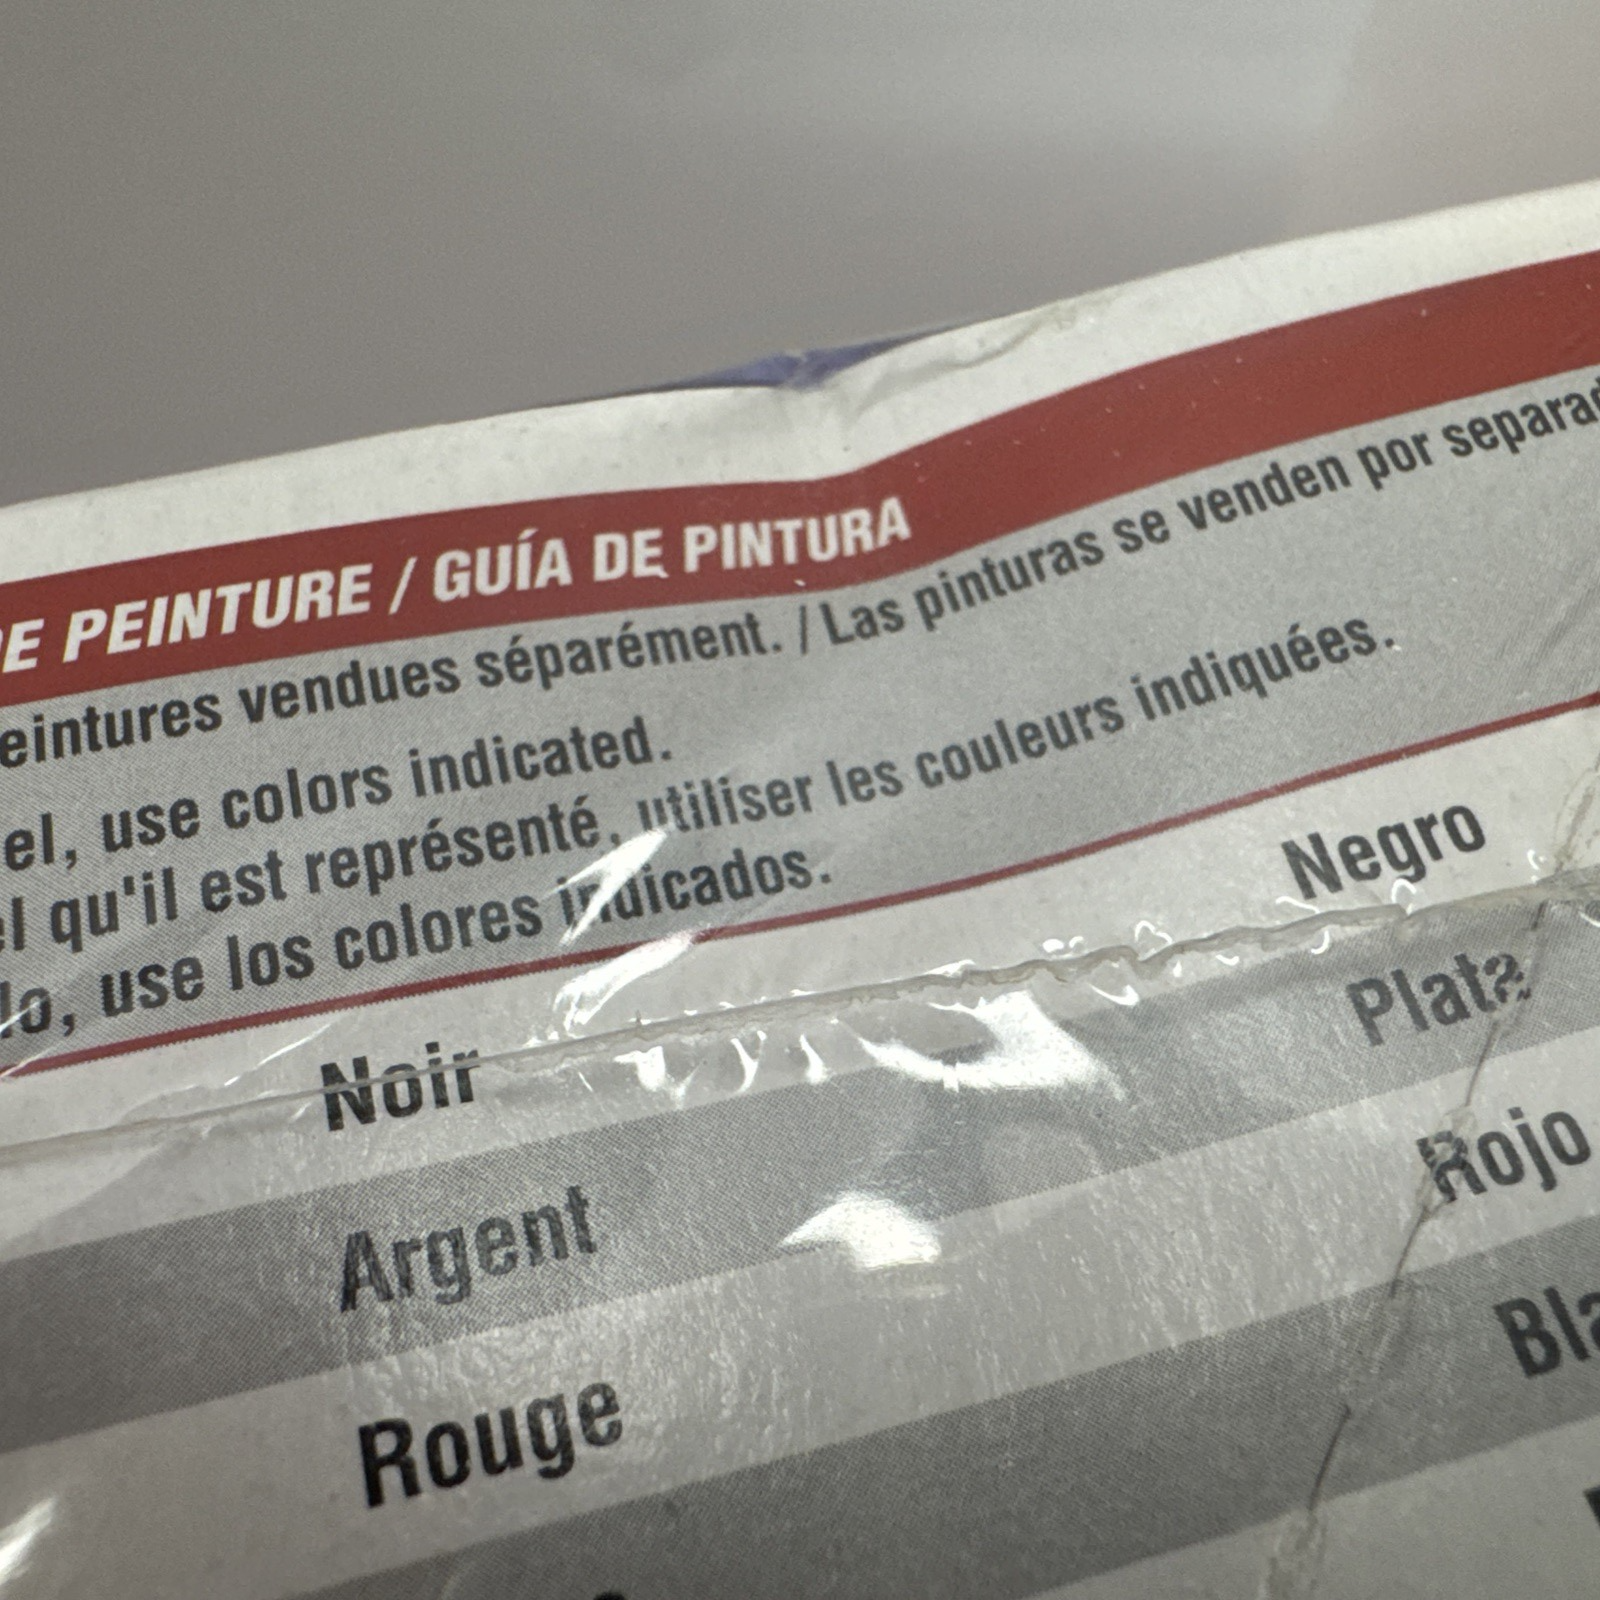 DE PEINTURE / GUÍA DE PINTURA
eintures vendues séparément. / Las pinturas se venden por separad
el, use colors indicated.
el qu'il est représenté, utiliser les couleurs indiquées.
lo, use los colores indicados.
Noir Negro
Argent Plata
Rouge Rojo
Bla